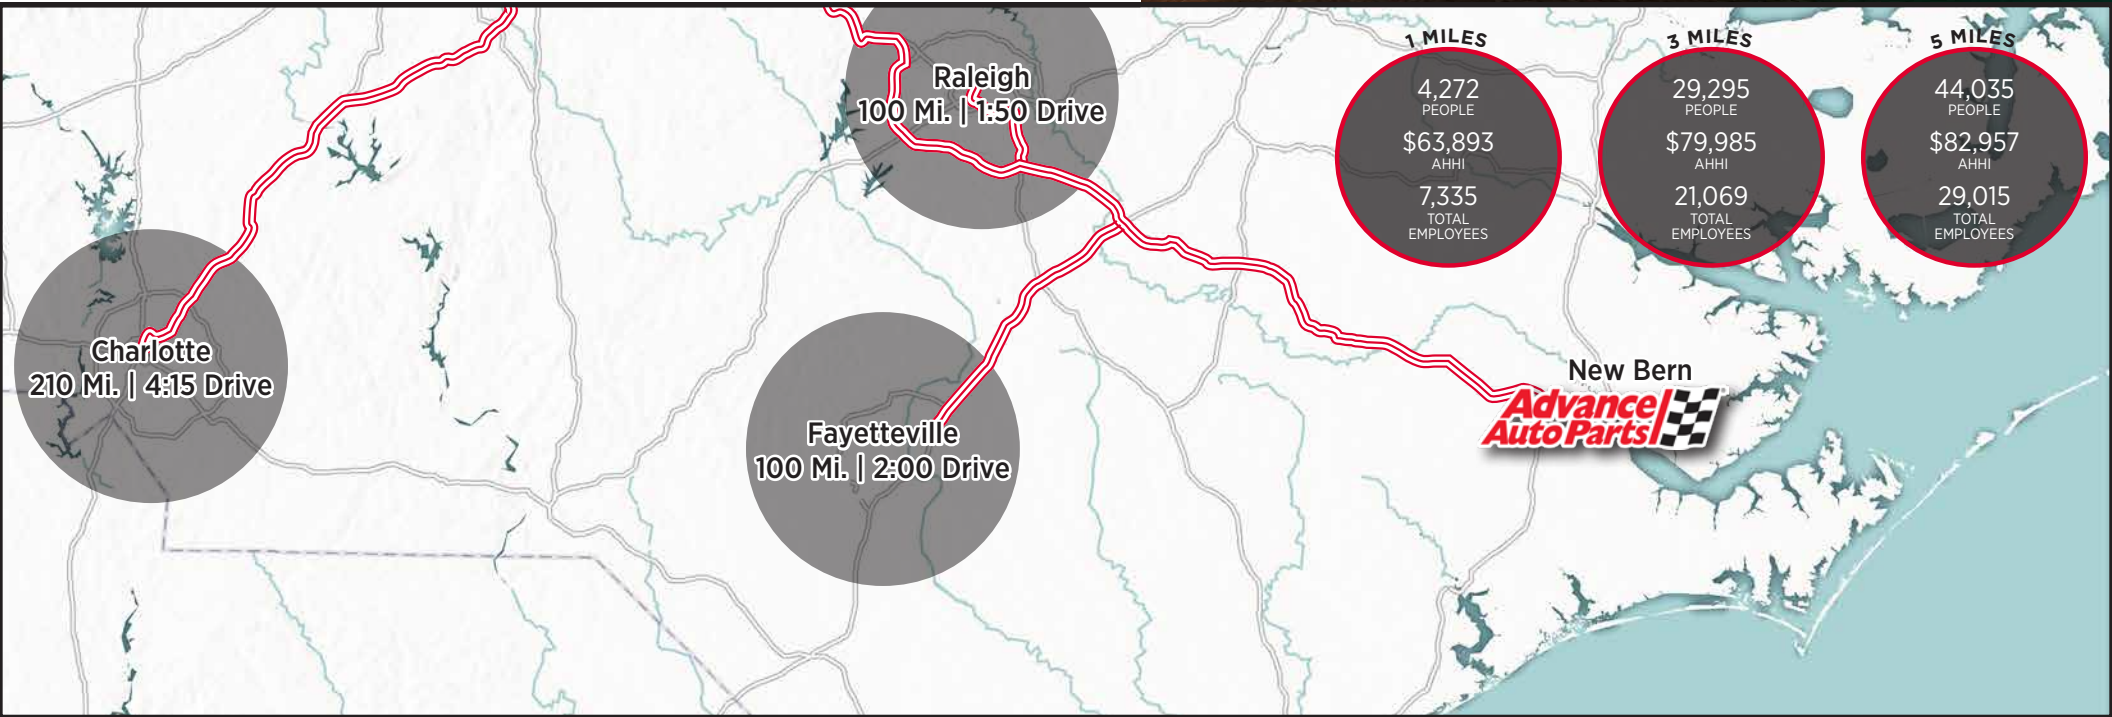 Raleigh
100 Mi. | 1:50 Drive
1 MILES
4,272
PEOPLE
$63,893
AHHI
7,335
TOTAL
EMPLOYEES
3 MILES
29,295
PEOPLE
$79,985
AHHI
21,069
TOTAL
EMPLOYEES
5 MILES
44,035
PEOPLE
$82,957
AHHI
29,015
TOTAL
EMPLOYEES
Charlotte
210 Mi. | 4:15 Drive
Fayetteville
100 Mi. | 2:00 Drive
New Bern
Advance
Auto Parts